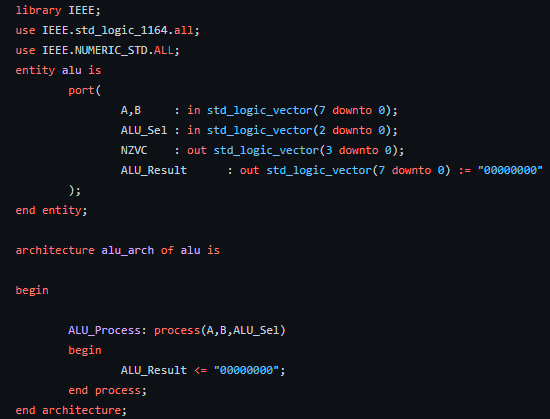 library IEEE;
use IEEE.std_logic_1164.all;
use IEEE.NUMERIC_STD.ALL;
entity alu is
port(
A,B : in std_logic_vector(7 downto 0);
ALU_Sel : in std_logic_vector(2 downto 0);
NZVC : out std_logic_vector(3 downto 0);
ALU_Result : out std_logic_vector(7 downto 0) := "00000000"
);
end entity;
architecture alu_arch of alu is
begin
ALU_Process: process(A,B,ALU_Sel)
begin
ALU_Result <= "00000000";
end process;
end architecture;